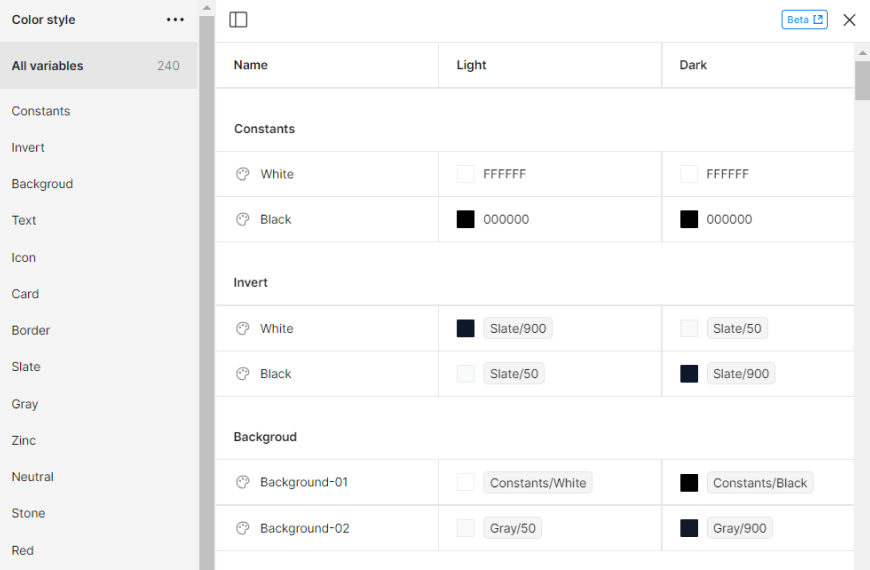 Color style
Beta
All variables 240
Name Light Dark
Constants
Invert
Backgroud
Text
Icon
Card
Border
Slate
Gray
Zinc
Neutral
Stone
Red
Constants
White FFFFFF FFFFFF
Black 000000 000000
Invert
White Slate/900 Slate/50
Black Slate/50 Slate/900
Backgroud
Background-01 Constants/White Constants/Black
Background-02 Gray/50 Gray/900